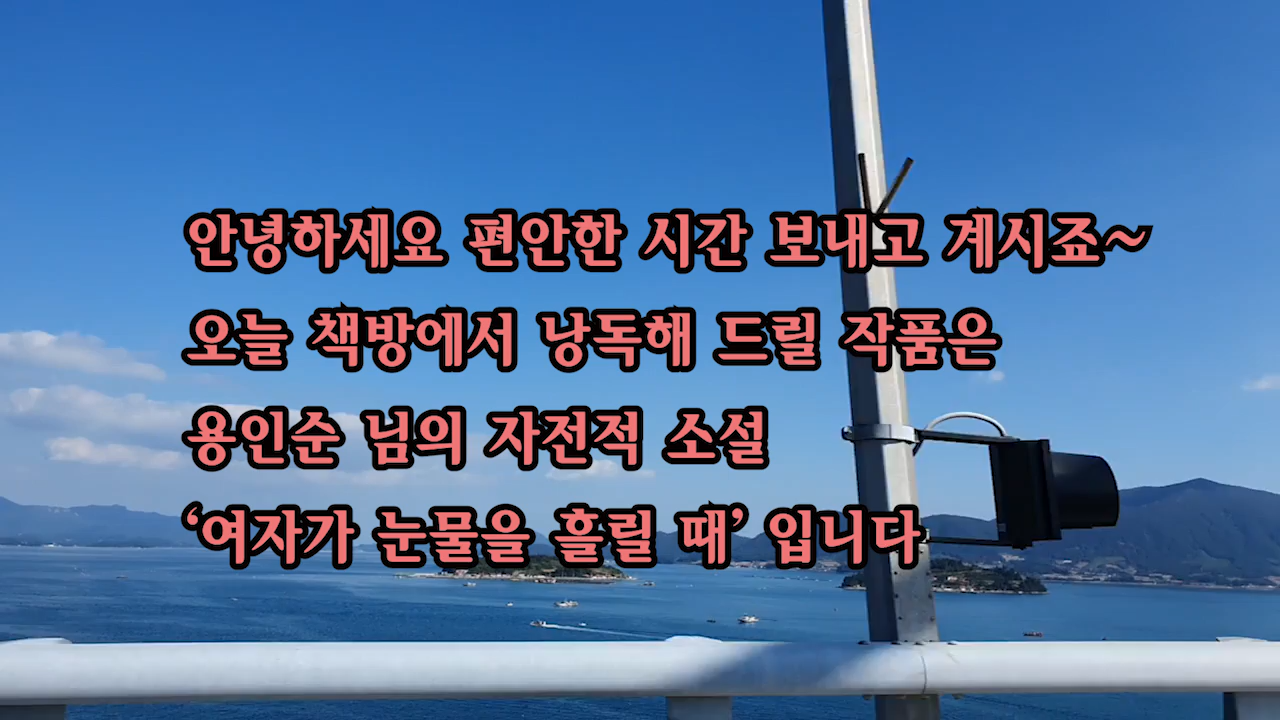 안녕하세요 편안한 시간 보내고 계시죠~
오늘 책방에서 낭독해 드릴 작품은
용인순 님의 자전적 소설
‘여자가 눈물을 흘릴 때’ 입니다